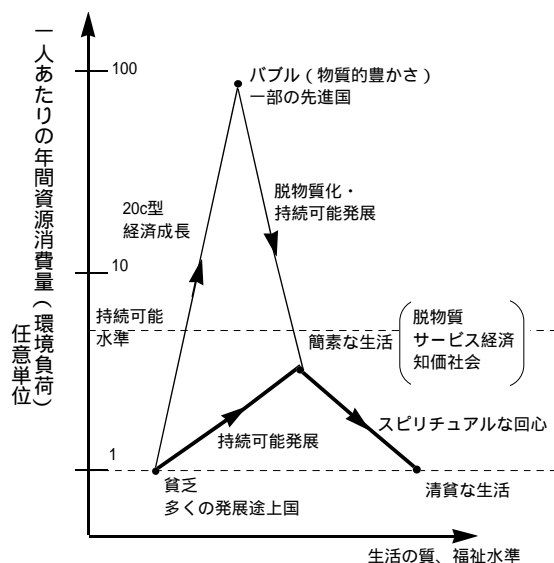 一人あたりの年間資源消費量(環境負荷)
任意単位
100
10
1
バブル(物質的豊かさ)
一部の先進国
20c型
経済成長
脱物質化・
持続可能発展
持続可能
水準
簡素な生活
脱物質
サービス経済
知価社会
スピリチュアルな回心
持続可能発展
貧乏
多くの発展途上国
清貧な生活
生活の質、福祉水準